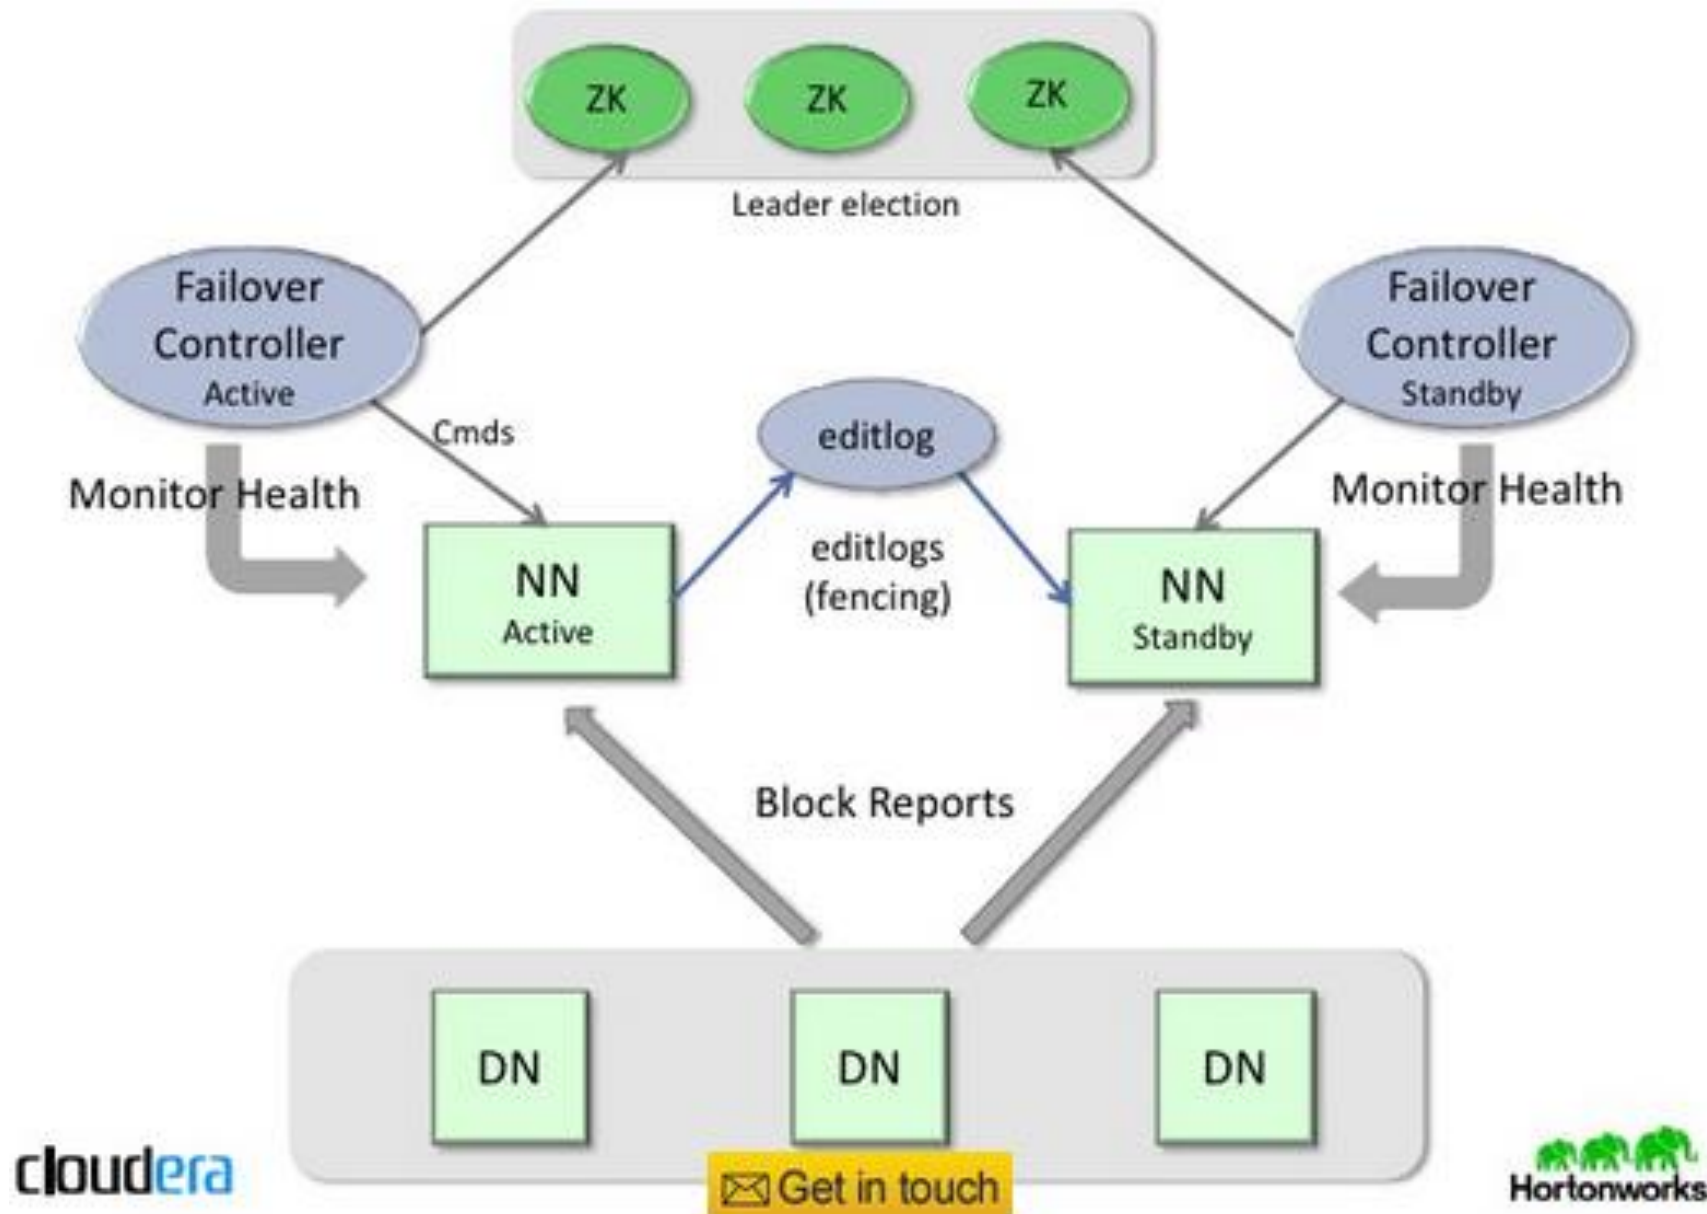 ZK
ZK
ZK
Leader election
Failover
Controller
Active
Failover
Controller
Standby
Cmds
editlog
Monitor Health
Monitor Health
editlogs
(fencing)
NN
Active
NN
Standby
Block Reports
DN
DN
DN
cloudera
Get in touch
Hortonworks